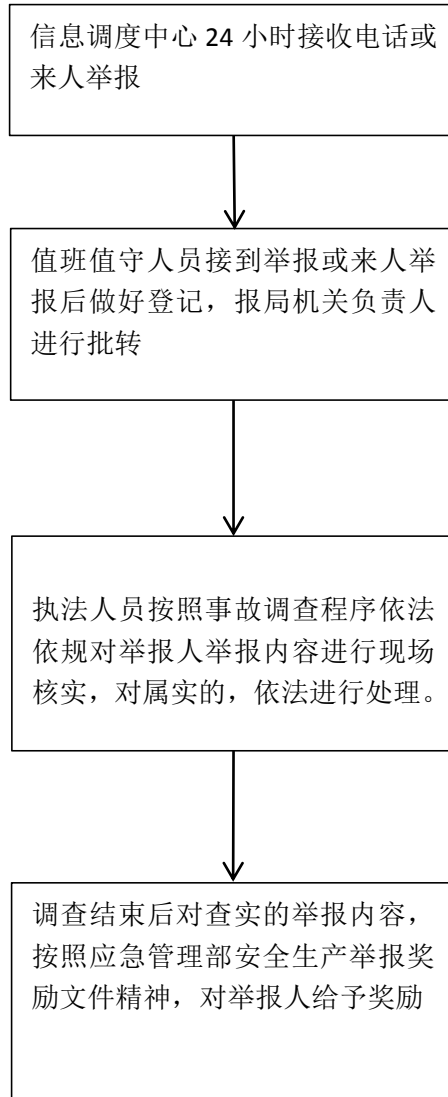 信息调度中心 24 小时接收电话或
来人举报
值班值守人员接到举报或来人举
报后做好登记，报局机关负责人
进行批转
执法人员按照事故调查程序依法
依规对举报人举报内容进行现场
核实，对属实的，依法进行处理。
调查结束后对查实的举报内容，
按照应急管理部安全生产举报奖
励文件精神，对举报人给予奖励